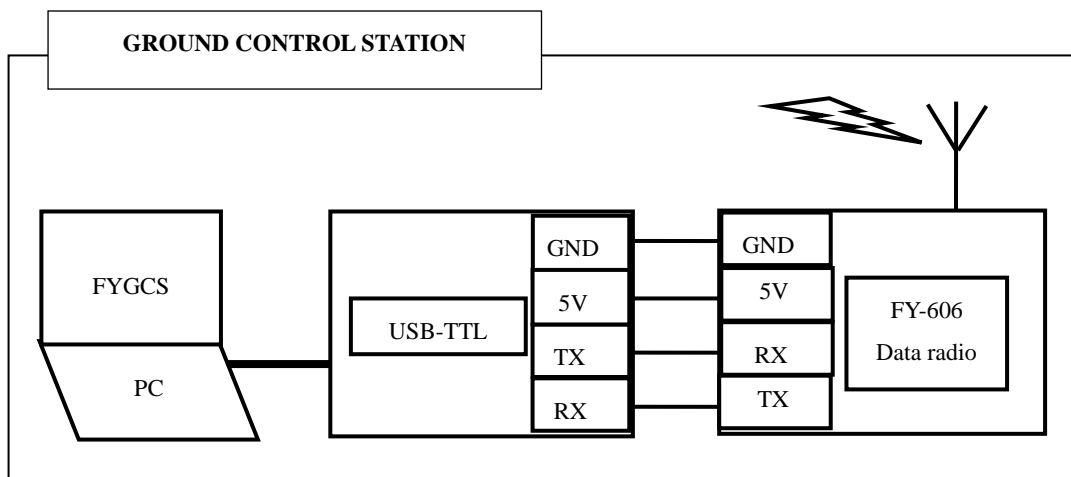 GROUND CONTROL STATION
FYGCS
PC
USB-TTL
GND
5V
TX
RX
GND
5V
RX
TX
FY-606
Data radio